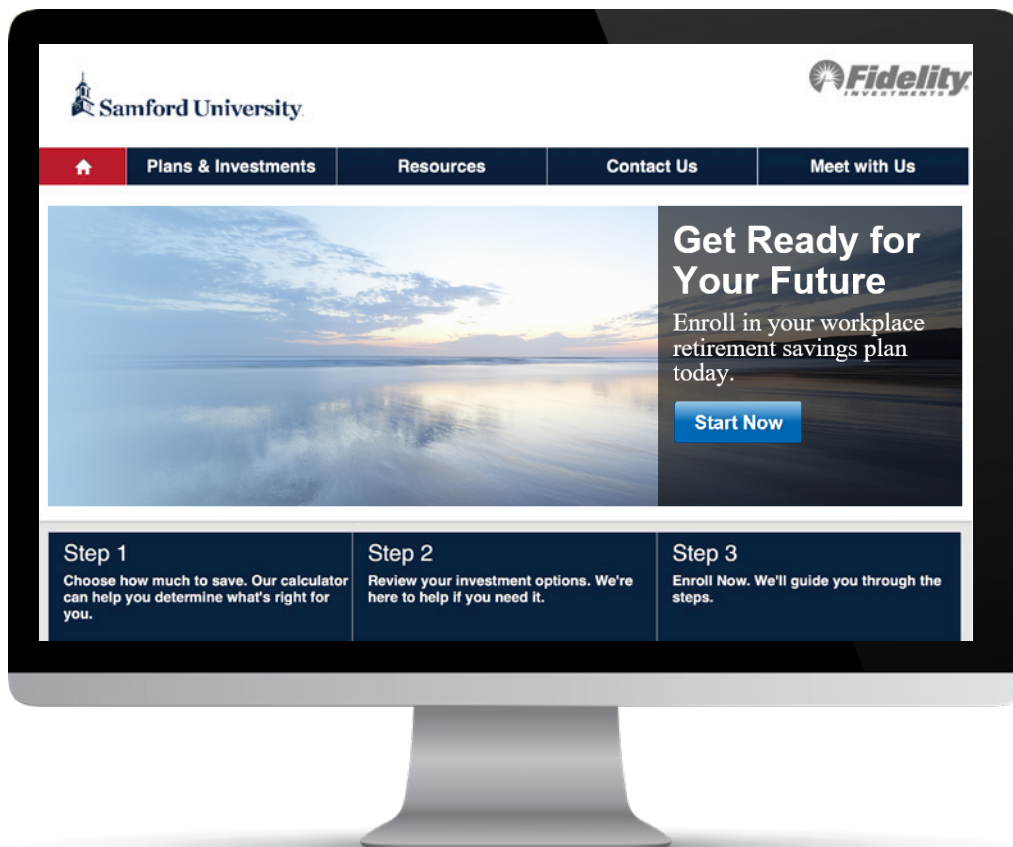 Samford University
Fidelity
INVESTMENTS
Plans & Investments
Resources
Contact Us
Meet with Us
Get Ready for
Your Future
Enroll in your workplace
retirement savings plan
today.
Start Now
Step 1
Choose how much to save. Our calculator
can help you determine what's right for
you.
Step 2
Review your investment options. We're
here to help if you need it.
Step 3
Enroll Now. We'll guide you through the
steps.